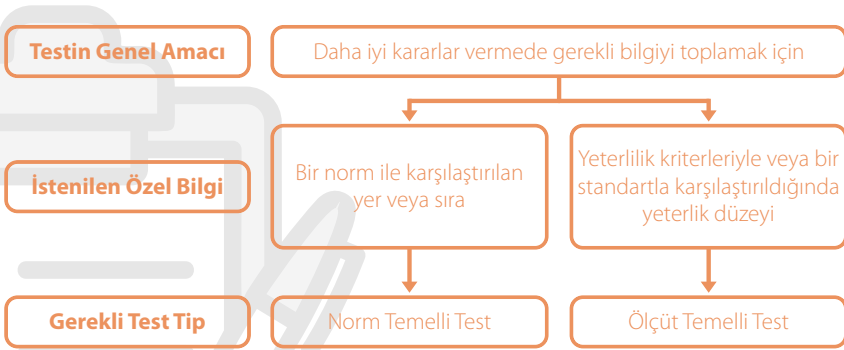 Testin Genel Amacı
Daha iyi kararlar vermede gerekli bilgiyi toplamak için
İstenilen Özel Bilgi
Bir norm ile karşılaştırılan
yer veya sıra
Yeterlilik kriterleriyle veya bir
standartla karşılaştırıldığında
yeterlik düzeyi
Gerekli Test Tip
Norm Temelli Test
Ölçüt Temelli Test